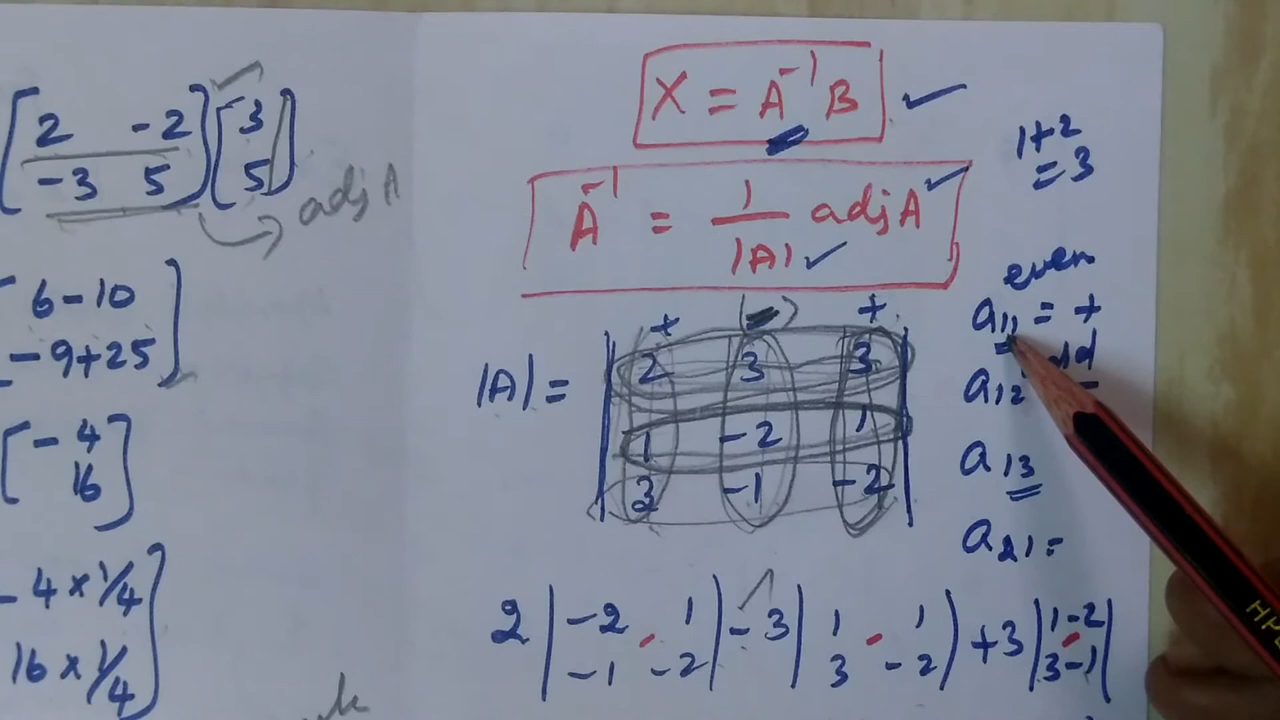 [2 -2
-3 5] [3
5]
adj A
6-10
-9+25]
[-4
16]
-4×1/4
16×1/4]
X = A⁻¹B
1+2
=3
A⁻¹ = 1/|A| adjA
even
a11 = +
a12 -
a13
a21 =
+ (-) +
|A| = | 2 3 3
1 -2 1
3 -1 -2 |
2 | -2 1 | - 3 | 1 1 | + 3 | 1 -2 |
| -1 -2 | | 3 -2 | | 3 -1 |
HP